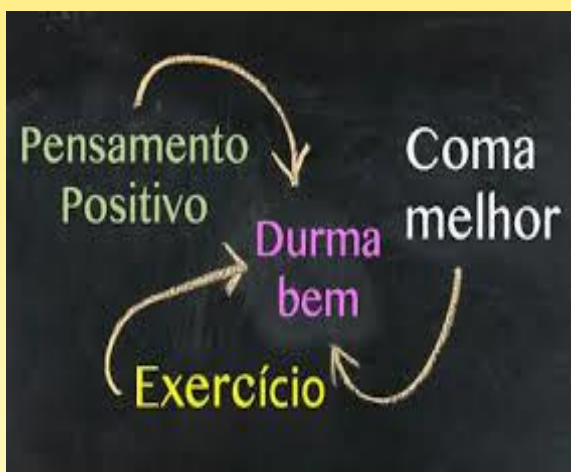 Pensamento
Positivo
Coma
melhor
Durma
bem
Exercício